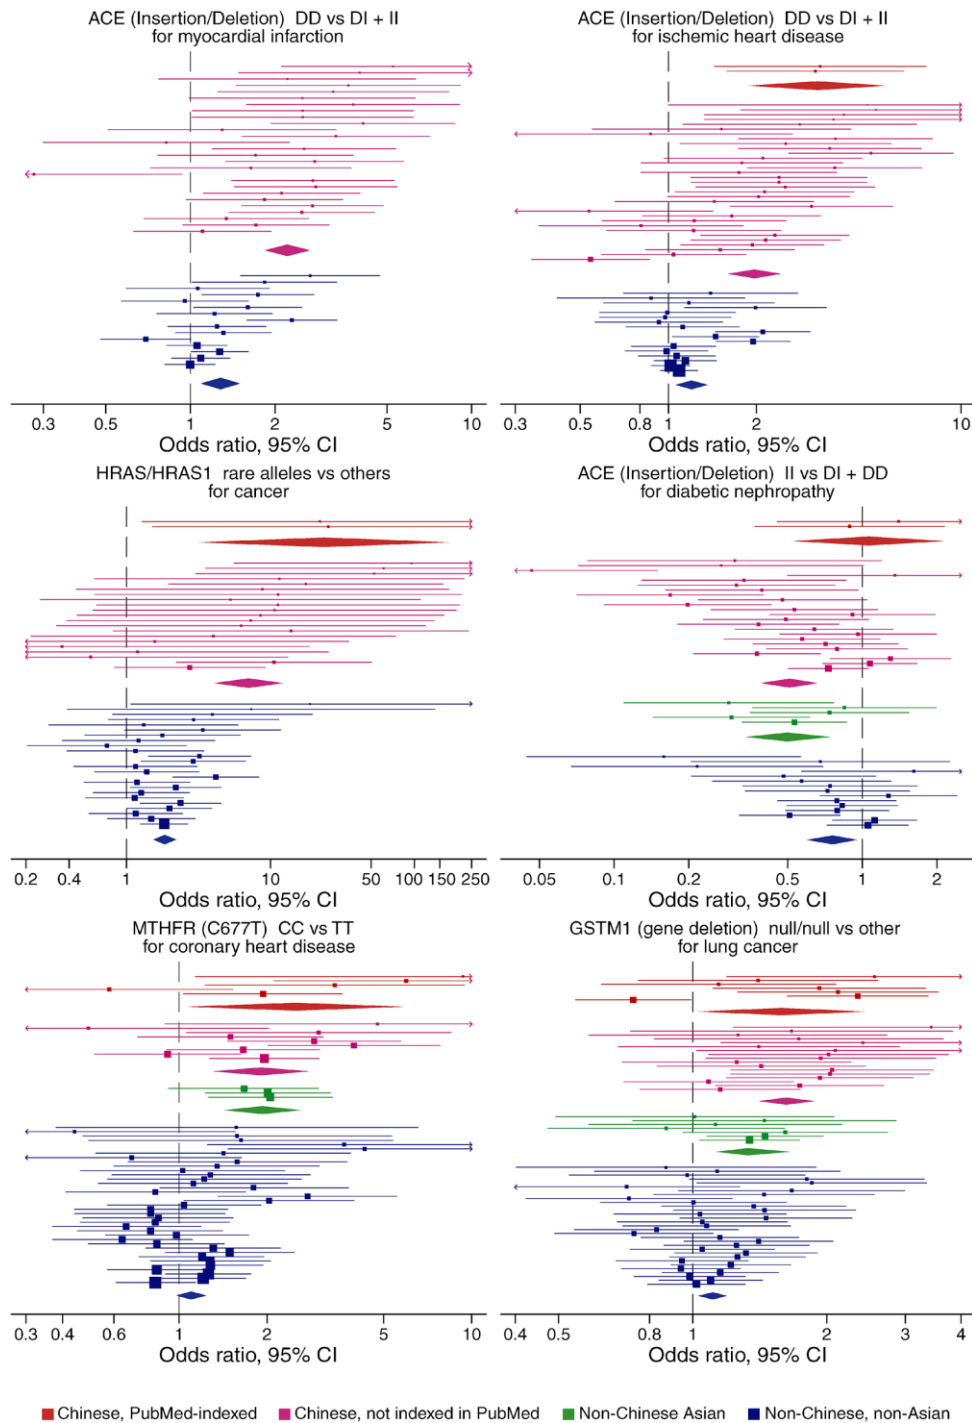 ACE (Insertion/Deletion) DD vs DI + II
for myocardial infarction
0.3 0.5 1 2 5 10
Odds ratio, 95% CI
ACE (Insertion/Deletion) DD vs DI + II
for ischemic heart disease
0.3 0.5 0.8 1 2 10
Odds ratio, 95% CI
HRAS/HRAS1 rare alleles vs others
for cancer
0.2 0.4 1 10 50 100 150 250
Odds ratio, 95% CI
ACE (Insertion/Deletion) II vs DI + DD
for diabetic nephropathy
0.05 0.1 0.2 0.5 1 2
Odds ratio, 95% CI
MTHFR (C677T) CC vs TT
for coronary heart disease
0.3 0.4 0.6 1 2 5 10
Odds ratio, 95% CI
GSTM1 (gene deletion) null/null vs other
for lung cancer
0.4 0.5 0.8 1 2 3 4
Odds ratio, 95% CI
Chinese, PubMed-indexed Chinese, not indexed in PubMed Non-Chinese Asian Non-Chinese, non-Asian